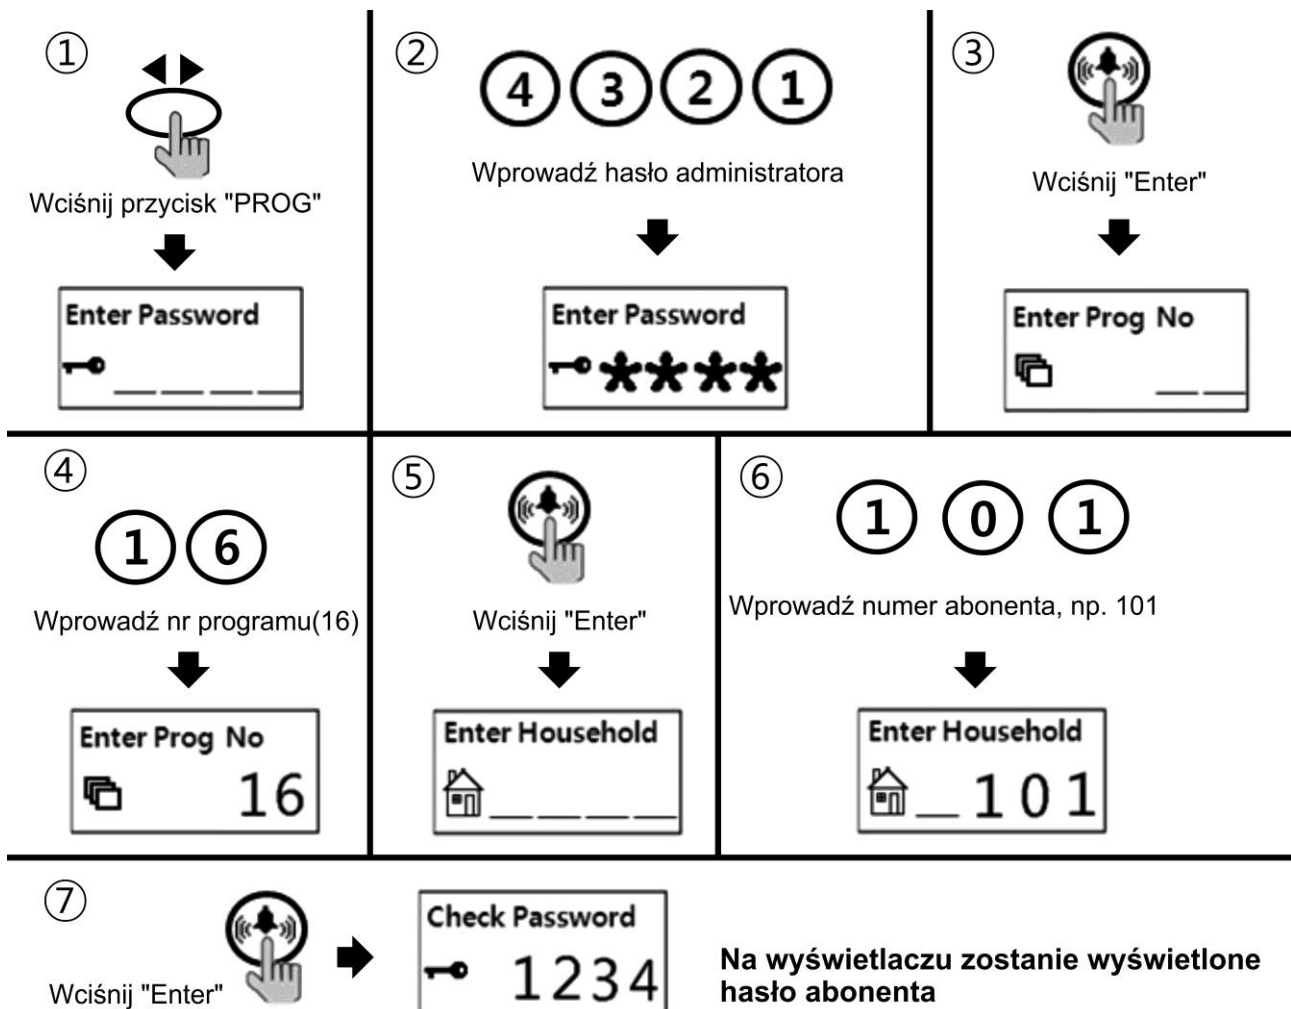 ①
Wciśnij przycisk "PROG"
Enter Password
_ _ _ _
②
4 3 2 1
Wprowadź hasło administratora
Enter Password
* * * *
③
Wciśnij "Enter"
Enter Prog No
_ _
④
1 6
Wprowadź nr programu(16)
Enter Prog No
16
⑤
Wciśnij "Enter"
Enter Household
_ _ _ _
⑥
1 0 1
Wprowadź numer abonenta, np. 101
Enter Household
_ 1 0 1
⑦
Wciśnij "Enter"
Check Password
1234
Na wyświetlaczu zostanie wyświetlone
hasło abonenta